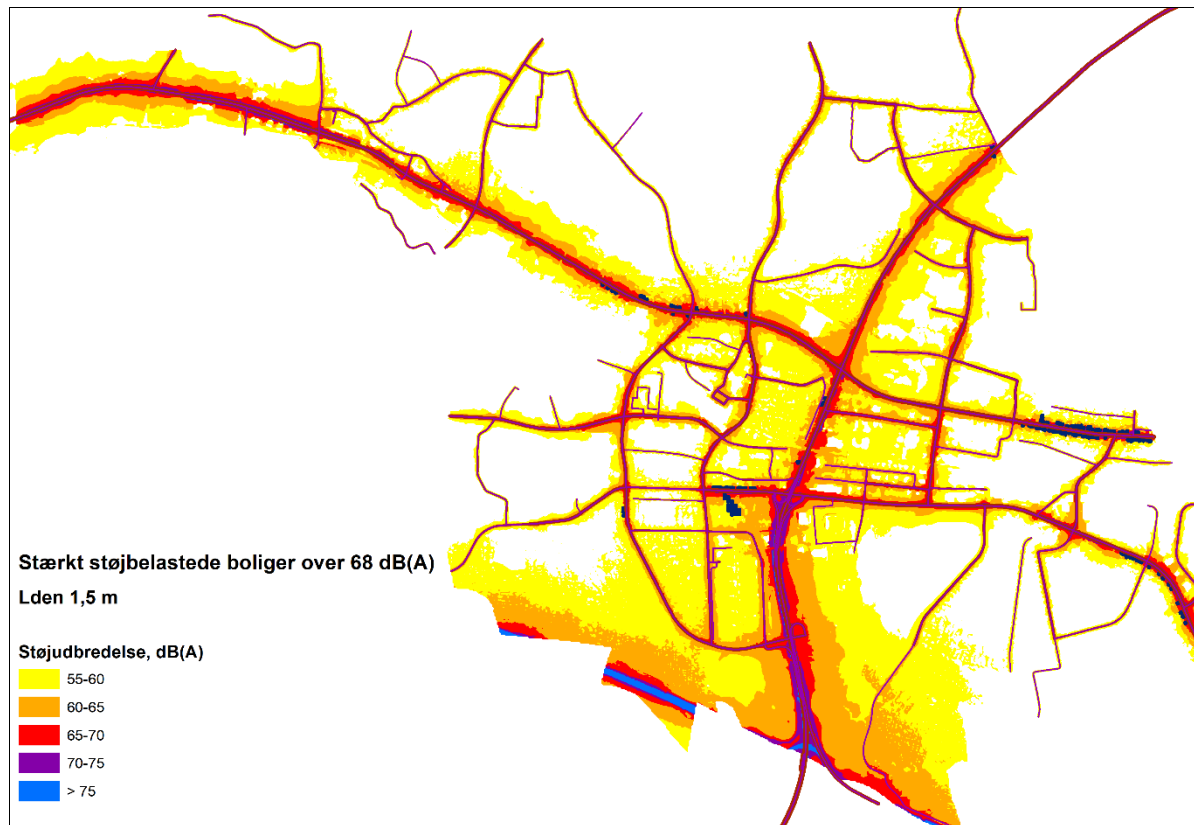 Stærkt støjbelastede boliger over 68 dB(A)
Lden 1,5 m
Støjudbredelse, dB(A)
55-60
60-65
65-70
70-75
> 75